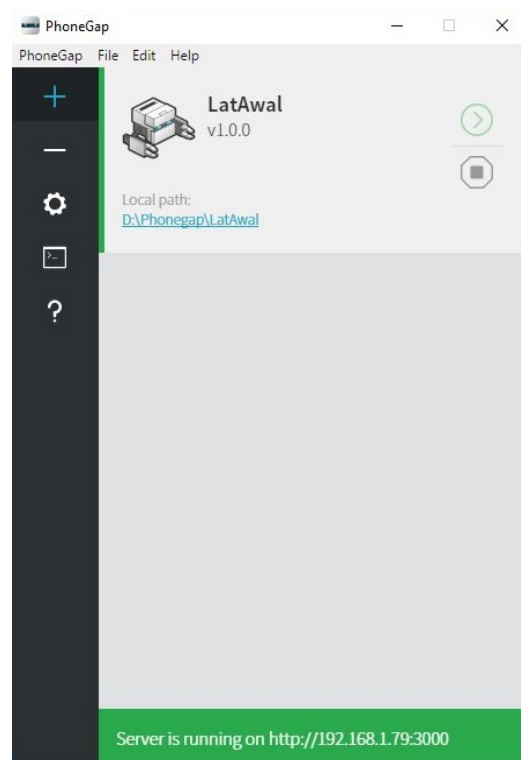 PhoneGap
PhoneGap File Edit Help
LatAwal
v1.0.0
Local path:
D:\Phonegap\LatAwal
Server is running on http://192.168.1.79:3000